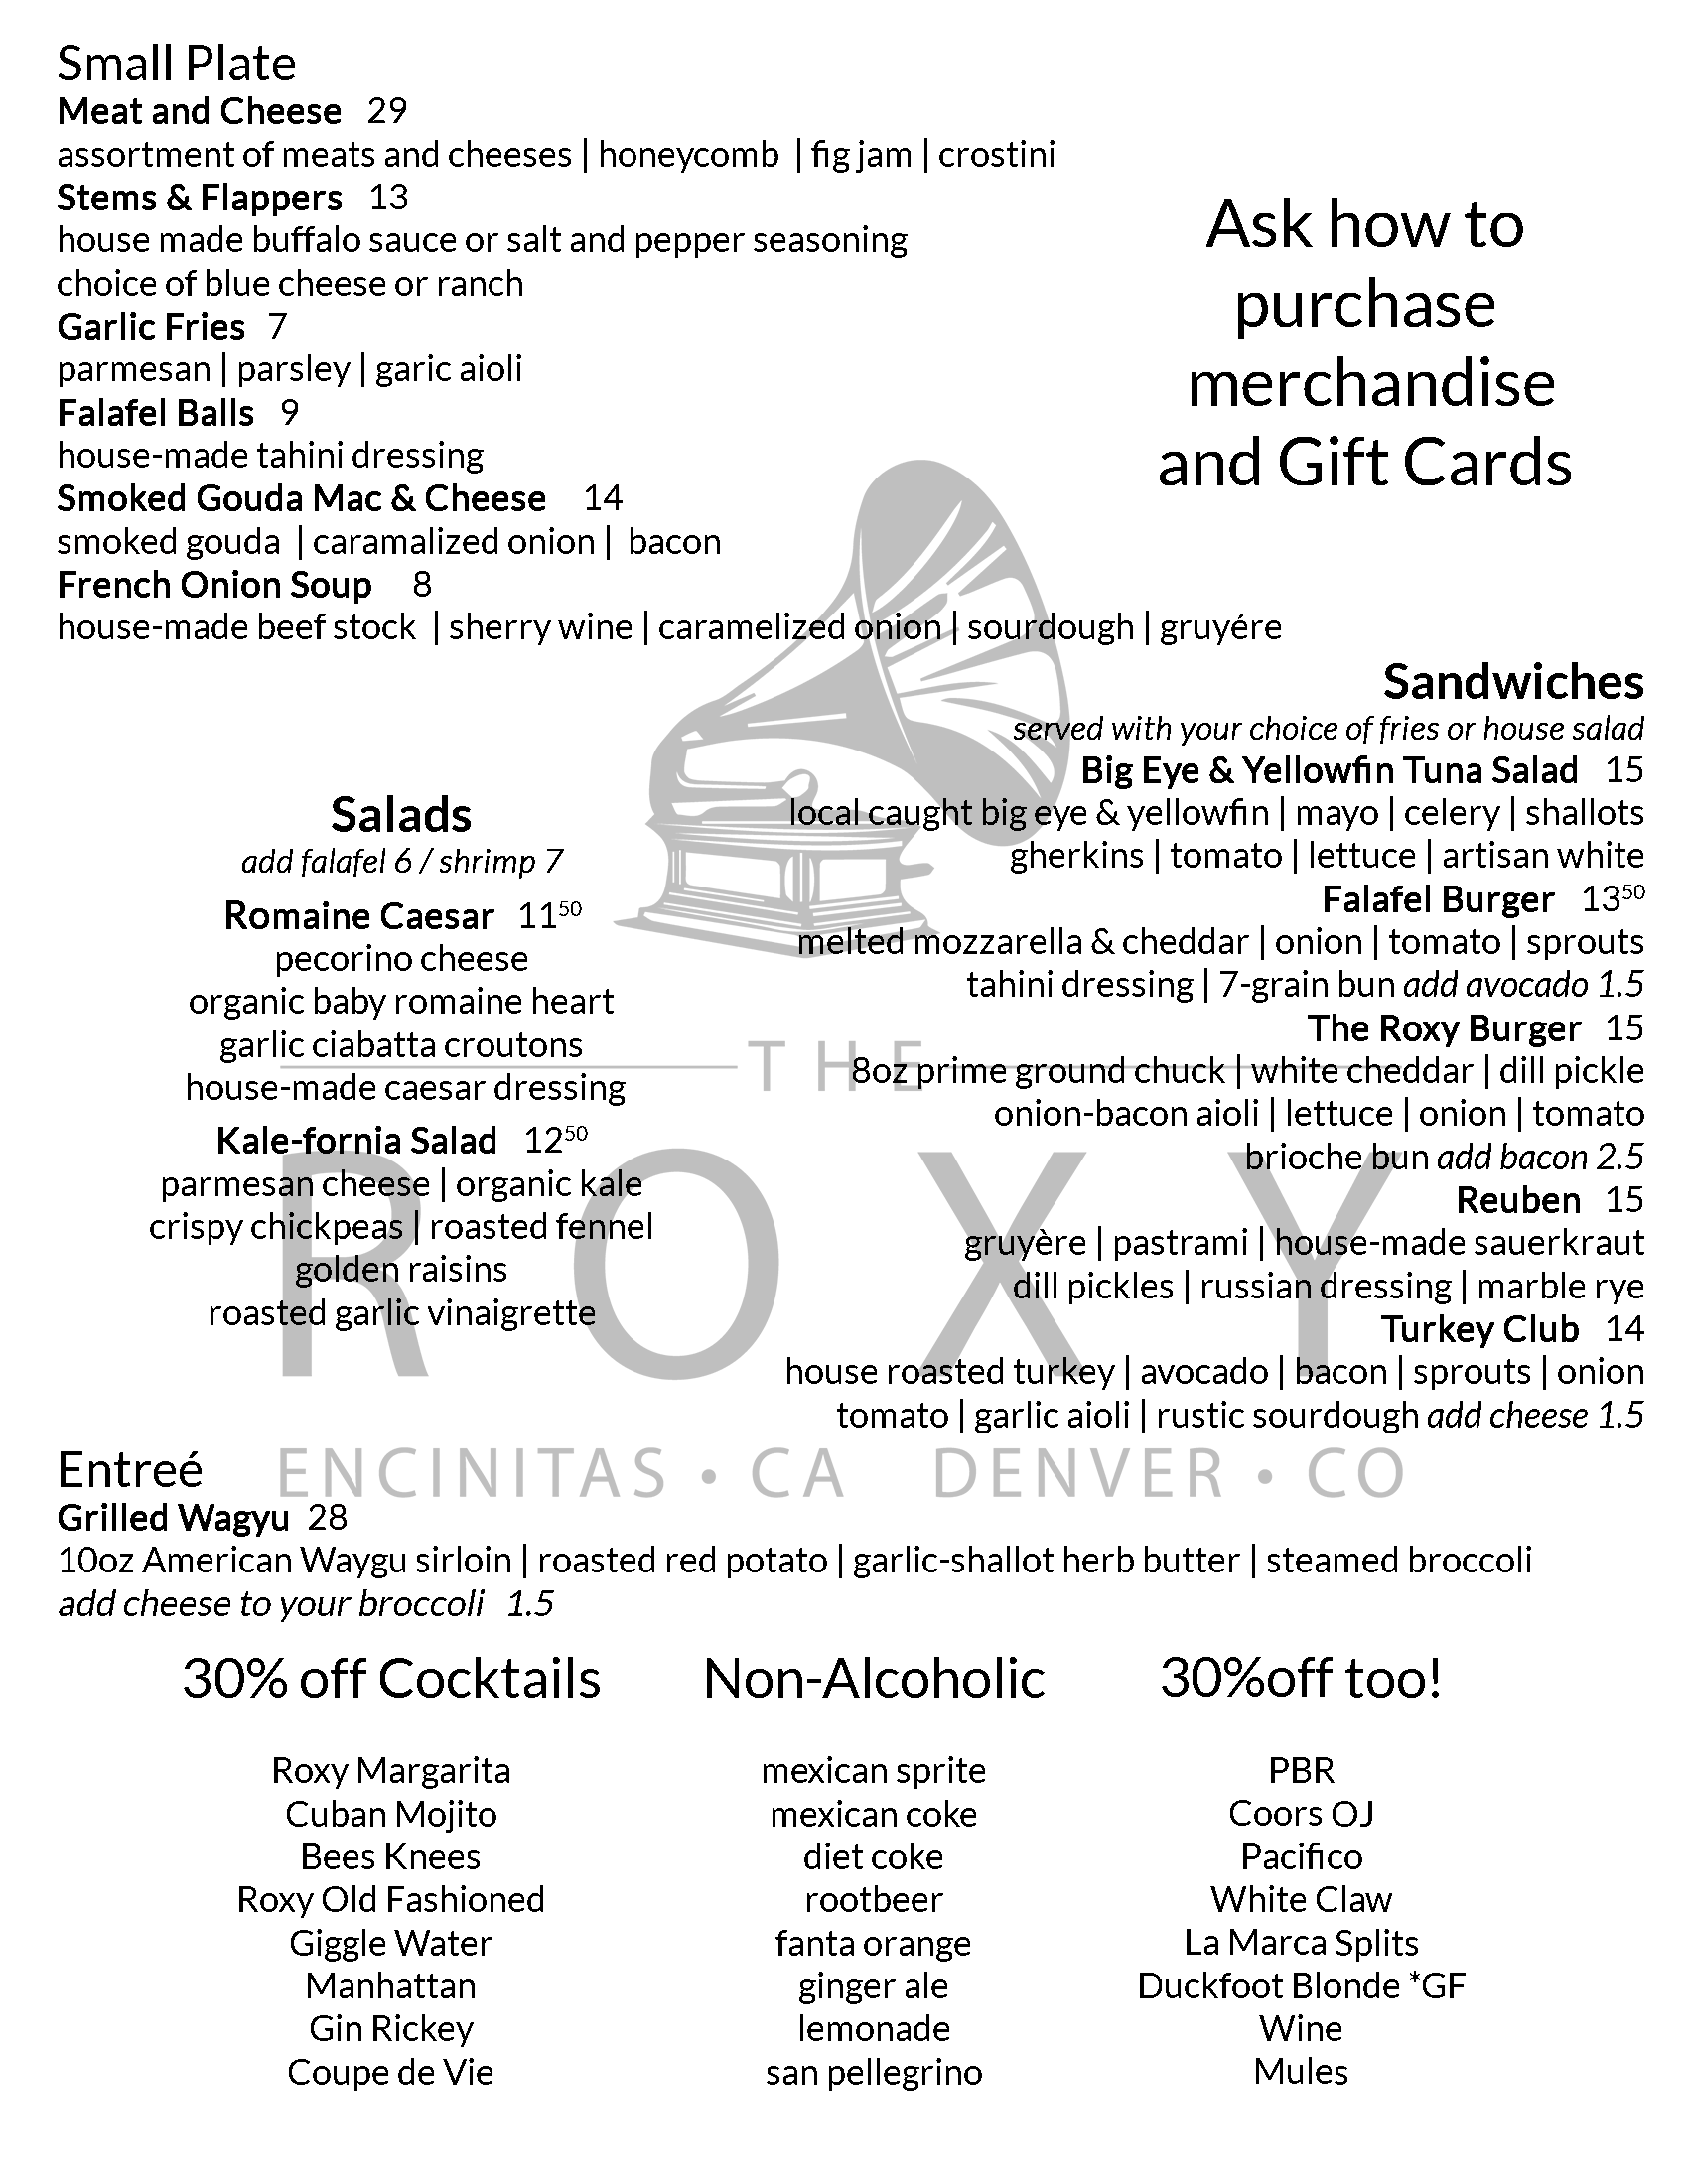 Small Plate
Meat and Cheese 29
assortment of meats and cheeses | honeycomb | fig jam | crostini
Stems & Flappers 13
house made buffalo sauce or salt and pepper seasoning
choice of blue cheese or ranch
Garlic Fries 7
parmesan | parsley | garic aioli
Falafel Balls 9
house-made tahini dressing
Smoked Gouda Mac & Cheese 14
smoked gouda | caramalized onion | bacon
French Onion Soup 8
house-made beef stock | sherry wine | caramelized onion | sourdough | gruyére
Ask how to
purchase
merchandise
and Gift Cards
Salads
add falafel 6 / shrimp 7
Romaine Caesar 11⁵⁰
pecorino cheese
organic baby romaine heart
garlic ciabatta croutons
house-made caesar dressing
Kale-fornia Salad 12⁵⁰
parmesan cheese | organic kale
crispy chickpeas | roasted fennel
golden raisins
roasted garlic vinaigrette
Sandwiches
served with your choice of fries or house salad
Big Eye & Yellowfin Tuna Salad 15
local caught big eye & yellowfin | mayo | celery | shallots
gherkins | tomato | lettuce | artisan white
Falafel Burger 13⁵⁰
melted mozzarella & cheddar | onion | tomato | sprouts
tahini dressing | 7-grain bun add avocado 1.5
The Roxy Burger 15
8oz prime ground chuck | white cheddar | dill pickle
onion-bacon aioli | lettuce | onion | tomato
brioche bun add bacon 2.5
Reuben 15
gruyère | pastrami | house-made sauerkraut
dill pickles | russian dressing | marble rye
Turkey Club 14
house roasted turkey | avocado | bacon | sprouts | onion
tomato | garlic aioli | rustic sourdough add cheese 1.5
THE
ROXY
ENCINITAS • CA DENVER • CO
Entreé
Grilled Wagyu 28
10oz American Waygu sirloin | roasted red potato | garlic-shallot herb butter | steamed broccoli
add cheese to your broccoli 1.5
30% off Cocktails
Roxy Margarita
Cuban Mojito
Bees Knees
Roxy Old Fashioned
Giggle Water
Manhattan
Gin Rickey
Coupe de Vie
Non-Alcoholic
mexican sprite
mexican coke
diet coke
rootbeer
fanta orange
ginger ale
lemonade
san pellegrino
30%off too!
PBR
Coors OJ
Pacifico
White Claw
La Marca Splits
Duckfoot Blonde *GF
Wine
Mules